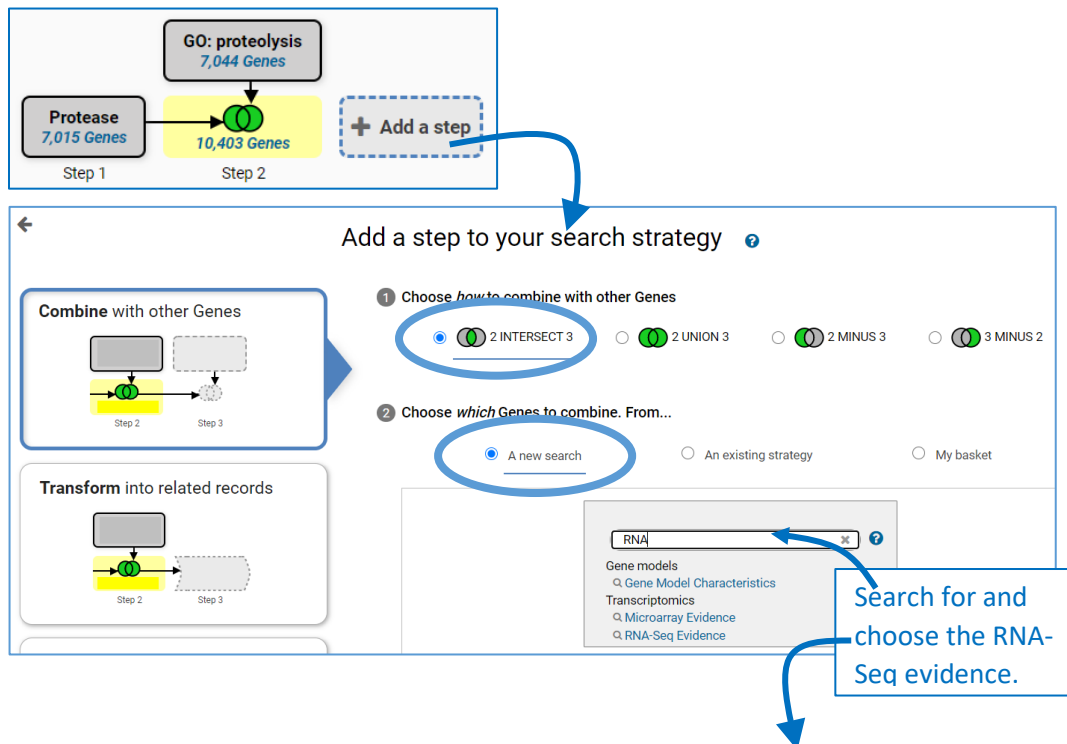 GO: proteolysis
7,044 Genes
Protease
7,015 Genes
10,403 Genes
Add a step
Step 1
Step 2
Add a step to your search strategy ?
Combine with other Genes
Step 2
Step 3
1 Choose how to combine with other Genes
2 INTERSECT 3
2 UNION 3
2 MINUS 3
3 MINUS 2
2 Choose which Genes to combine. From...
A new search
An existing strategy
My basket
Transform into related records
Step 2
Step 3
RNA
?
Gene models
Gene Model Characteristics
Transcriptomics
Microarray Evidence
RNA-Seq Evidence
Search for and
choose the RNA-
Seq evidence.